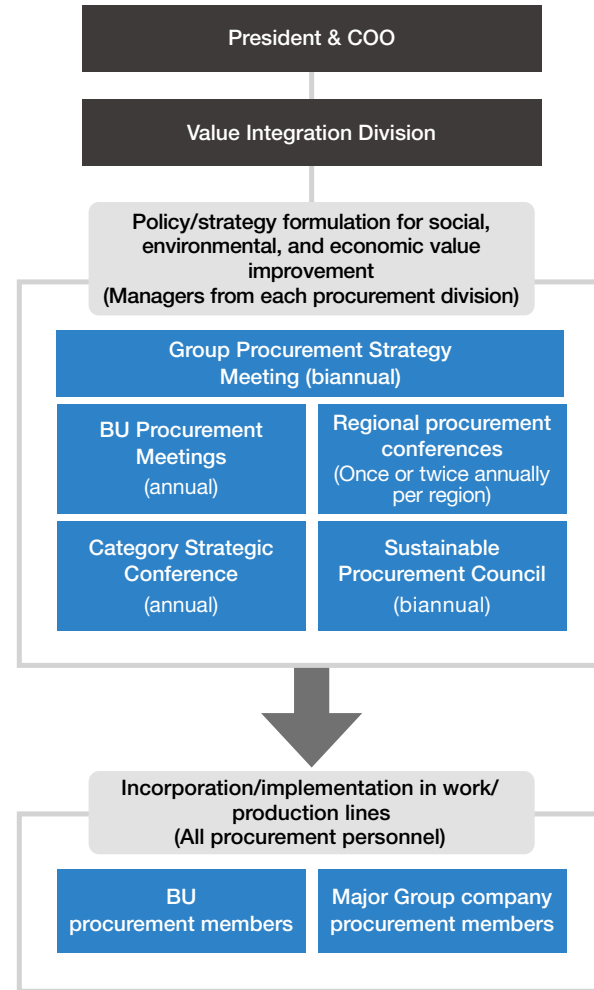 President & COO
Value Integration Division
Policy/strategy formulation for social,
environmental, and economic value
improvement
(Managers from each procurement division)
Group Procurement Strategy
Meeting (biannual)
BU Procurement
Meetings
(annual)
Regional procurement
conferences
(Once or twice annually
per region)
Category Strategic
Conference
(annual)
Sustainable
Procurement Council
(biannual)
Incorporation/implementation in work/
production lines
(All procurement personnel)
BU
procurement members
Major Group company
procurement members